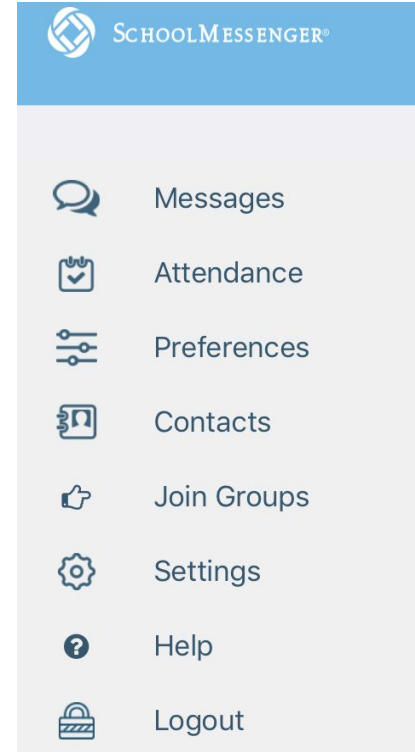 SCHOOLMESSENGER®
Messages
Attendance
Preferences
Contacts
Join Groups
Settings
Help
Logout